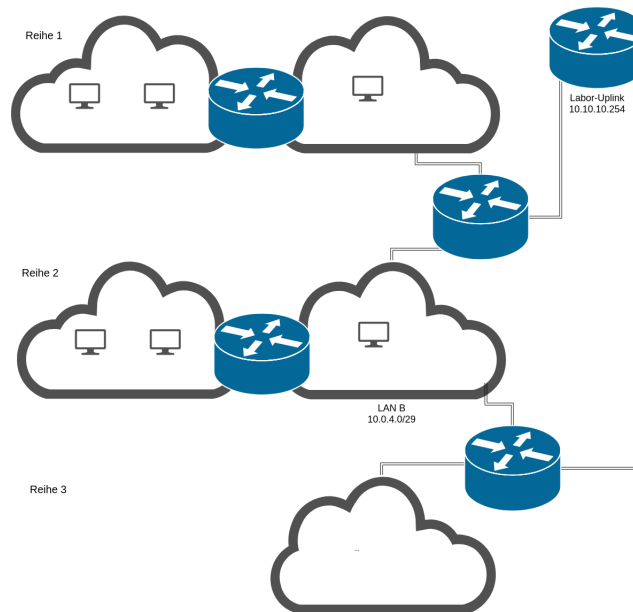 Reihe 1
Labor-Uplink
10.10.10.254
Reihe 2
LAN B
10.0.4.0/29
Reihe 3
...